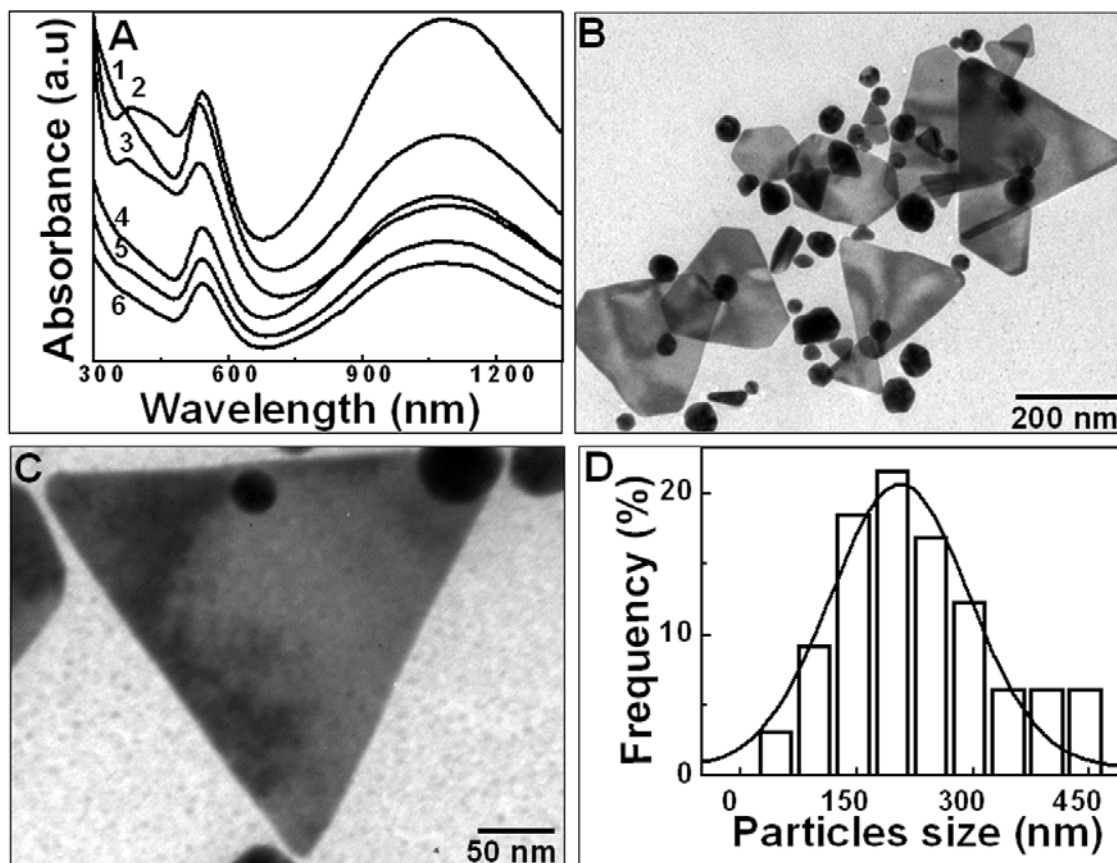 A
Absorbance (a.u)
1
2
3
4
5
6
300 600 900 1200
Wavelength (nm)
B
200 nm
C
50 nm
D
Frequency (%)
20
10
0
0 150 300 450
Particles size (nm)